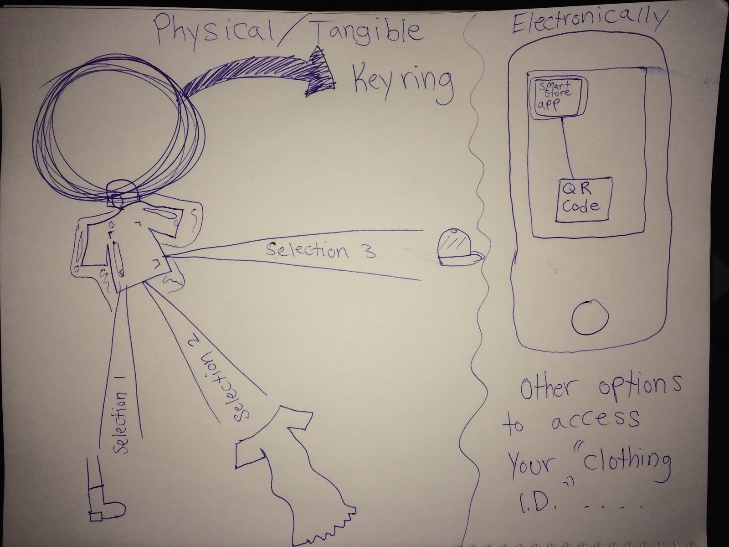 Physical/Tangible
Keyring
Selection 3
Selection 2
Selection 1
Electronically
smart
store
app
QR
Code
Other options
to access
Your "clothing
I.D." . . . .